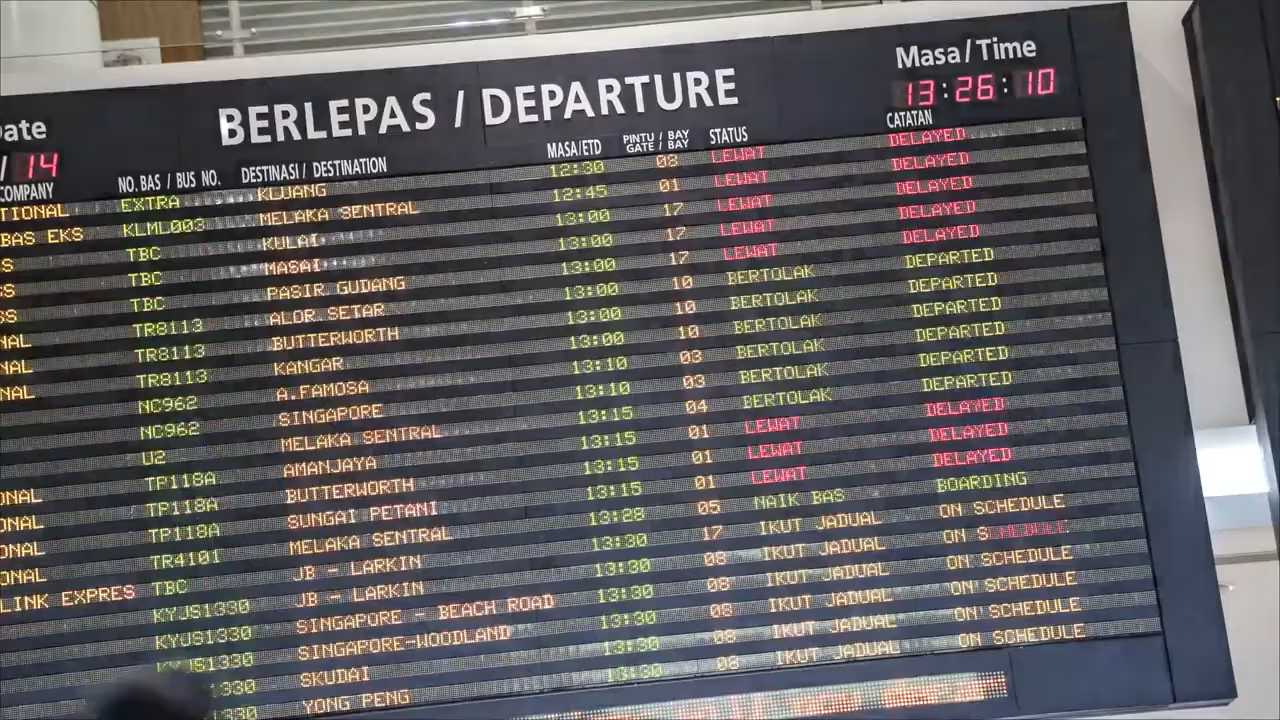 Masa/Time
BERLEPAS / DEPARTURE 13:26:10
Date
/ 14
COMPANY NO. BAS / BUS NO. DESTINASI / DESTINATION MASA/ETD PINTU / BAY GATE / BAY STATUS CATATAN
TIONAL EXTRA KLUANG 12:30 08 LEWAT DELAYED
BAS EKS KLML003 MELAKA SENTRAL 12:45 01 LEWAT DELAYED
S TBC KULAI 13:00 17 LEWAT DELAYED
SS TBC MASAI 13:00 17 LEWAT DELAYED
SS TBC PASIR GUDANG 13:00 17 LEWAT DELAYED
NAL TR8113 ALOR SETAR 13:00 10 BERTOLAK DEPARTED
NAL TR8113 BUTTERWORTH 13:00 10 BERTOLAK DEPARTED
NAL TR8113 KANGAR 13:00 10 BERTOLAK DEPARTED
NC962 A.FAMOSA 13:10 03 BERTOLAK DEPARTED
NC962 SINGAPORE 13:10 03 BERTOLAK DEPARTED
U2 MELAKA SENTRAL 13:15 04 BERTOLAK DEPARTED
ONAL TP118A AMANJAYA 13:15 01 LEWAT DELAYED
ONAL TP118A BUTTERWORTH 13:15 01 LEWAT DELAYED
ONAL TP118A SUNGAI PETANI 13:15 01 LEWAT DELAYED
ONAL TR4101 MELAKA SENTRAL 13:28 05 NAIK BAS BOARDING
LINK EXPRES TBC JB - LARKIN 13:30 17 IKUT JADUAL ON SCHEDULE
KYJS1330 JB - LARKIN 13:30 08 IKUT JADUAL ON SCHEDULE
KYUS1330 SINGAPORE - BEACH ROAD 13:30 08 IKUT JADUAL ON SCHEDULE
SINGAPORE-WOODLAND 13:30 08 IKUT JADUAL ON SCHEDULE
1330 SKUDAI 13:30 08 IKUT JADUAL ON SCHEDULE
330 YONG PENG 13:30 08 IKUT JADUAL ON SCHEDULE